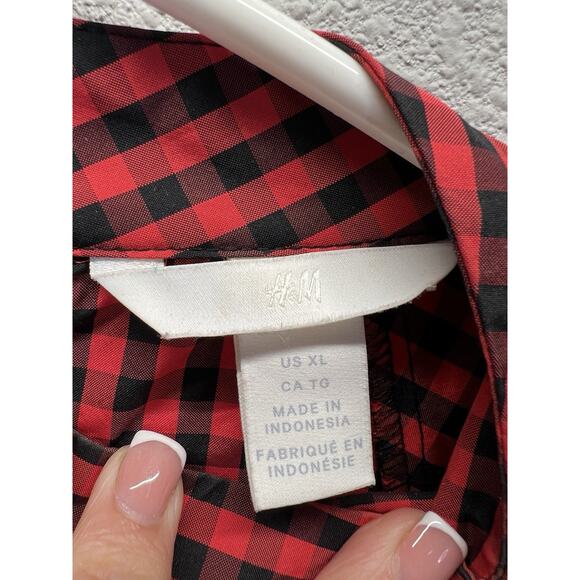 H&M
US XL
CA TG
MADE IN
INDONESIA
FABRIQUÉ EN
INDONÉSIE